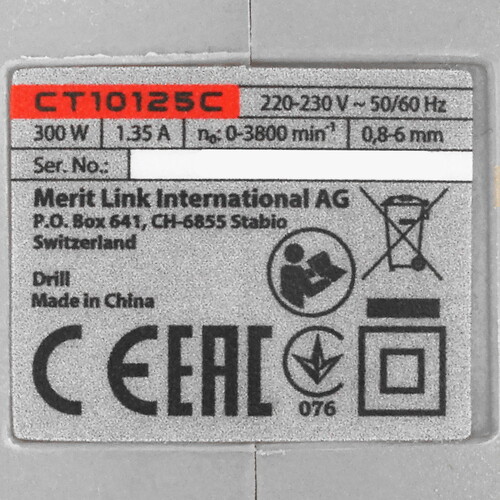 CT10125C 220-230 V ~ 50/60 Hz
300 W 1.35 A n₀: 0-3800 min⁻¹ 0,8-6 mm
Ser. No.:
Merit Link International AG
P.O. Box 641, CH-6855 Stabio
Switzerland
Drill
Made in China
CE EAC 076